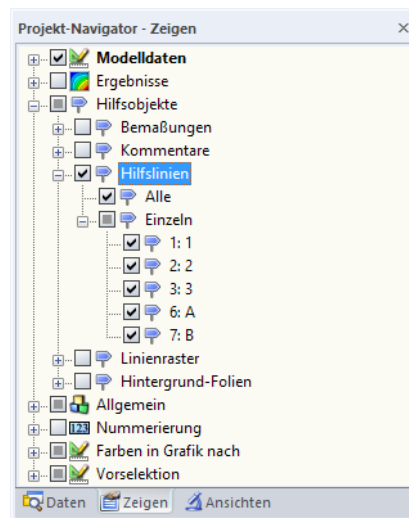 Projekt-Navigator - Zeigen
Modelldaten
Ergebnisse
Hilfsobjekte
Bemaßungen
Kommentare
Hilfslinien
Alle
Einzeln
1: 1
2: 2
3: 3
6: A
7: B
Linienraster
Hintergrund-Folien
Allgemein
123 Nummerierung
Farben in Grafik nach
Vorselektion
Daten Zeigen Ansichten